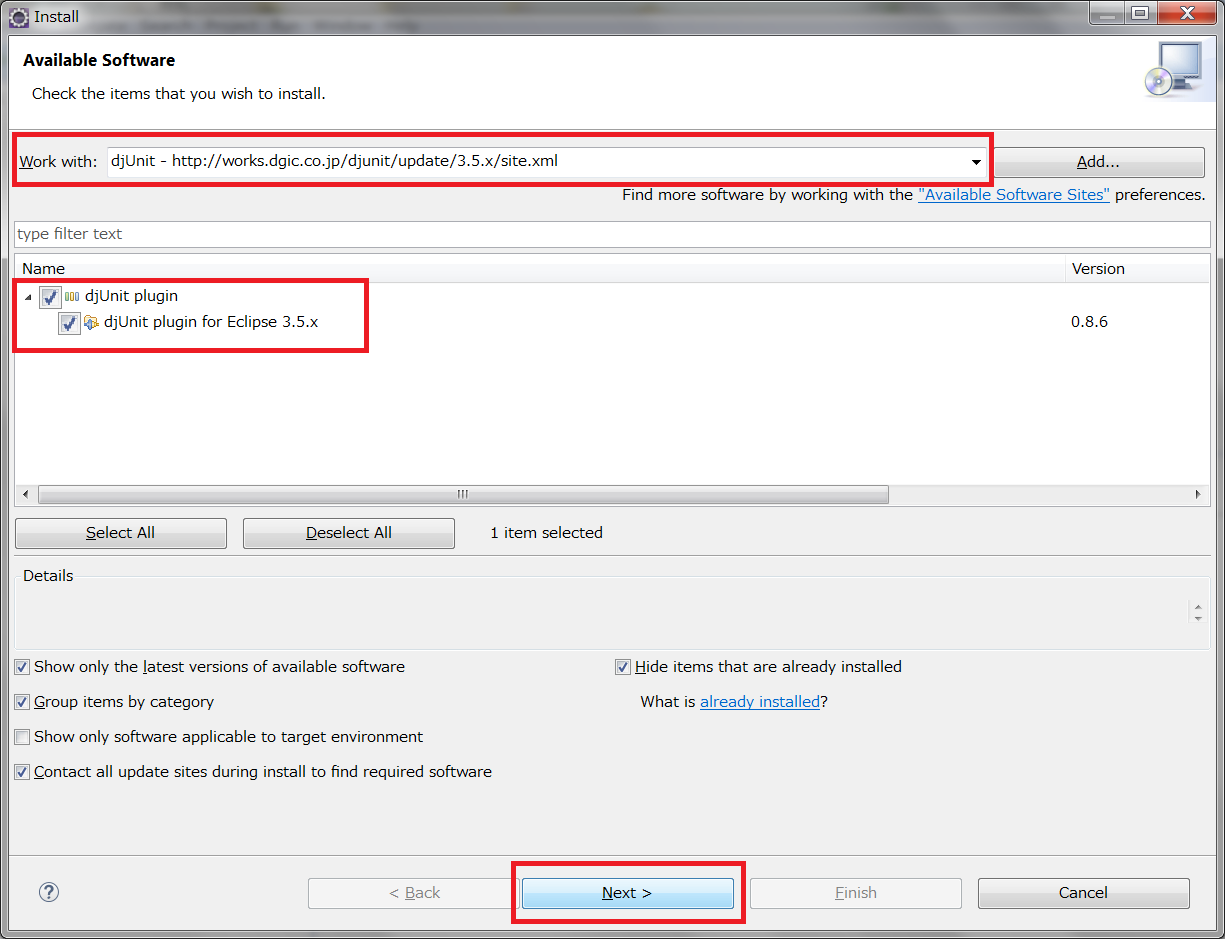 Install
Available Software
Check the items that you wish to install.
Work with: djUnit - http://works.dgic.co.jp/djunit/update/3.5.x/site.xml Add...
Find more software by working with the "Available Software Sites" preferences.
type filter text
Name Version
djUnit plugin
djUnit plugin for Eclipse 3.5.x 0.8.6
Select All Deselect All 1 item selected
Details
Show only the latest versions of available software Hide items that are already installed
Group items by category What is already installed?
Show only software applicable to target environment
Contact all update sites during install to find required software
? < Back Next > Finish Cancel